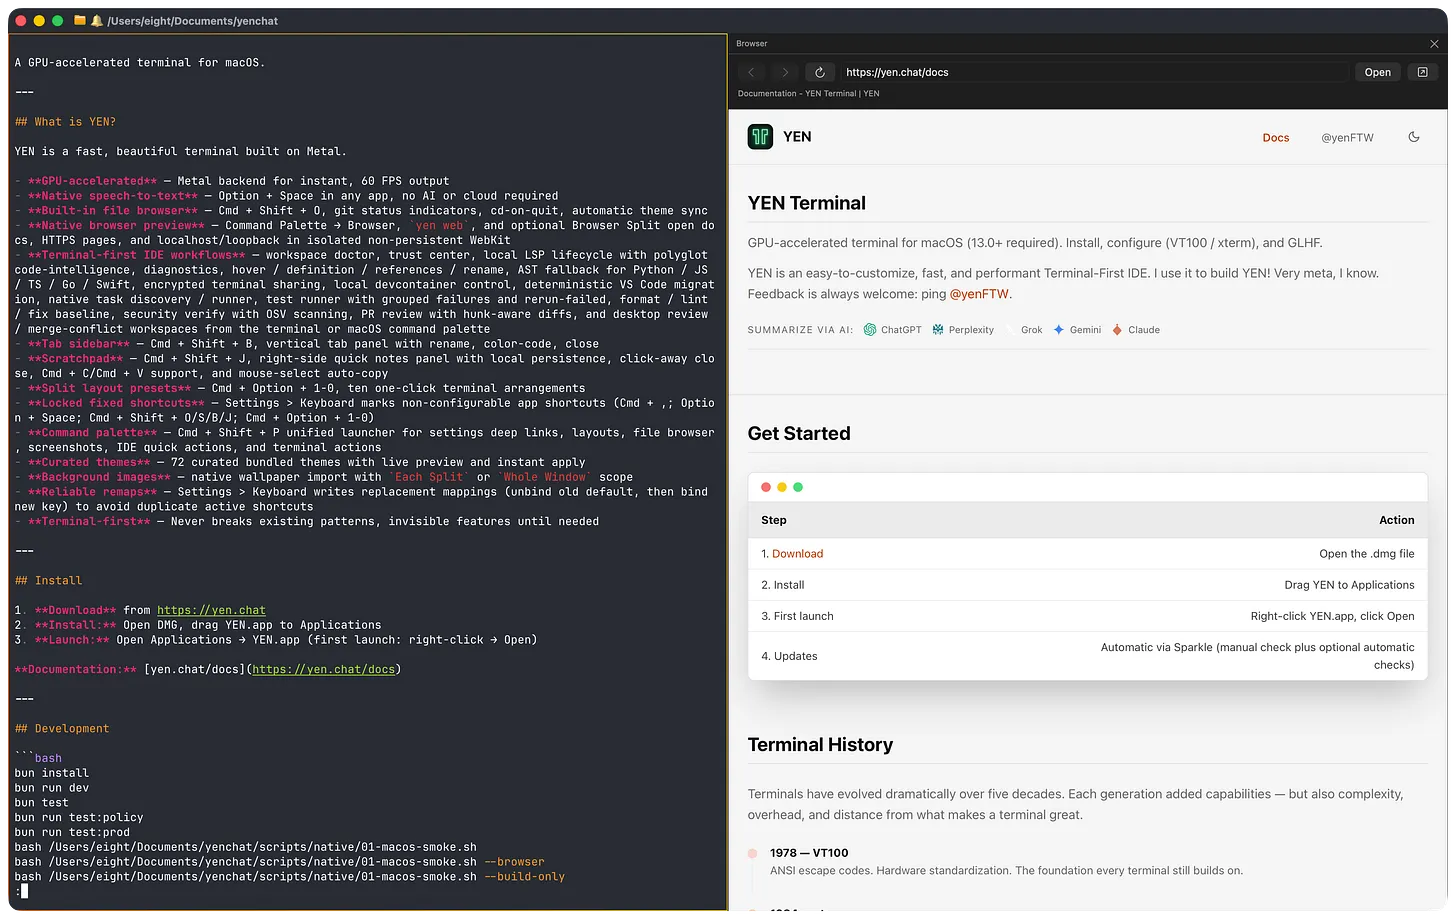 /Users/eight/Documents/yenchat
A GPU-accelerated terminal for macOS.
---
## What is YEN?
YEN is a fast, beautiful terminal built on Metal.
- **GPU-accelerated** — Metal backend for instant, 60 FPS output
- **Native speech-to-text** — Option + Space in any app, no AI or cloud required
- **Built-in file browser** — Cmd + Shift + O, git status indicators, cd-on-quit, automatic theme sync
- **Native browser preview** — Command Palette → Browser, `yen web`, and optional Browser Split open do
cs, HTTPS pages, and localhost/loopback in isolated non-persistent WebKit
- **Terminal-first IDE workflows** — workspace doctor, trust center, local LSP lifecycle with polyglot
code-intelligence, diagnostics, hover / definition / references / rename, AST fallback for Python / JS
/ TS / Go / Swift, encrypted terminal sharing, local devcontainer control, deterministic VS Code migrat
ion, native task discovery / runner, test runner with grouped failures and rerun-failed, format / lint
/ fix baseline, security verify with OSV scanning, PR review with hunk-aware diffs, and desktop review
/ merge-conflict workspaces from the terminal or macOS command palette
- **Tab sidebar** — Cmd + Shift + B, vertical tab panel with rename, color-code, close
- **Scratchpad** — Cmd + Shift + J, right-side quick notes panel with local persistence, click-away clo
se, Cmd + C/Cmd + V support, and mouse-select auto-copy
- **Split layout presets** — Cmd + Option + 1-0, ten one-click terminal arrangements
- **Locked fixed shortcuts** — Settings > Keyboard marks non-configurable app shortcuts (Cmd + ,; Optio
n + Space; Cmd + Shift + O/S/B/J; Cmd + Option + 1-0)
- **Command palette** — Cmd + Shift + P unified launcher for settings deep links, layouts, file browser
, screenshots, IDE quick actions, and terminal actions
- **Curated themes** — 72 curated bundled themes with live preview and instant apply
- **Background images** — native wallpaper import with `Each Split` or `Whole Window` scope
- **Reliable remaps** — Settings > Keyboard writes replacement mappings (unbind old default, then bind
new key) to avoid duplicate active shortcuts
- **Terminal-first** — Never breaks existing patterns, invisible features until needed
---
## Install
1. **Download** from https://yen.chat
2. **Install:** Open DMG, drag YEN.app to Applications
3. **Launch:** Open Applications → YEN.app (first launch: right-click → Open)
**Documentation:** [yen.chat/docs](https://yen.chat/docs)
---
## Development
```bash
bun install
bun run dev
bun test
bun run test:policy
bun run test:prod
bash /Users/eight/Documents/yenchat/scripts/native/01-macos-smoke.sh
bash /Users/eight/Documents/yenchat/scripts/native/01-macos-smoke.sh --browser
bash /Users/eight/Documents/yenchat/scripts/native/01-macos-smoke.sh --build-only
:
Browser
https://yen.chat/docs
Open
Documentation - YEN Terminal | YEN
YEN
Docs
@yenFTW
YEN Terminal
GPU-accelerated terminal for macOS (13.0+ required). Install, configure (VT100 / xterm), and GLHF.
YEN is an easy-to-customize, fast, and performant Terminal-First IDE. I use it to build YEN! Very meta, I know.
Feedback is always welcome: ping @yenFTW.
SUMMARIZE VIA AI: ChatGPT Perplexity Grok Gemini Claude
Get Started
Step Action
1. Download Open the .dmg file
2. Install Drag YEN to Applications
3. First launch Right-click YEN.app, click Open
4. Updates Automatic via Sparkle (manual check plus optional automatic
checks)
Terminal History
Terminals have evolved dramatically over five decades. Each generation added capabilities — but also complexity,
overhead, and distance from what makes a terminal great.
1978 — VT100
ANSI escape codes. Hardware standardization. The foundation every terminal still builds on.